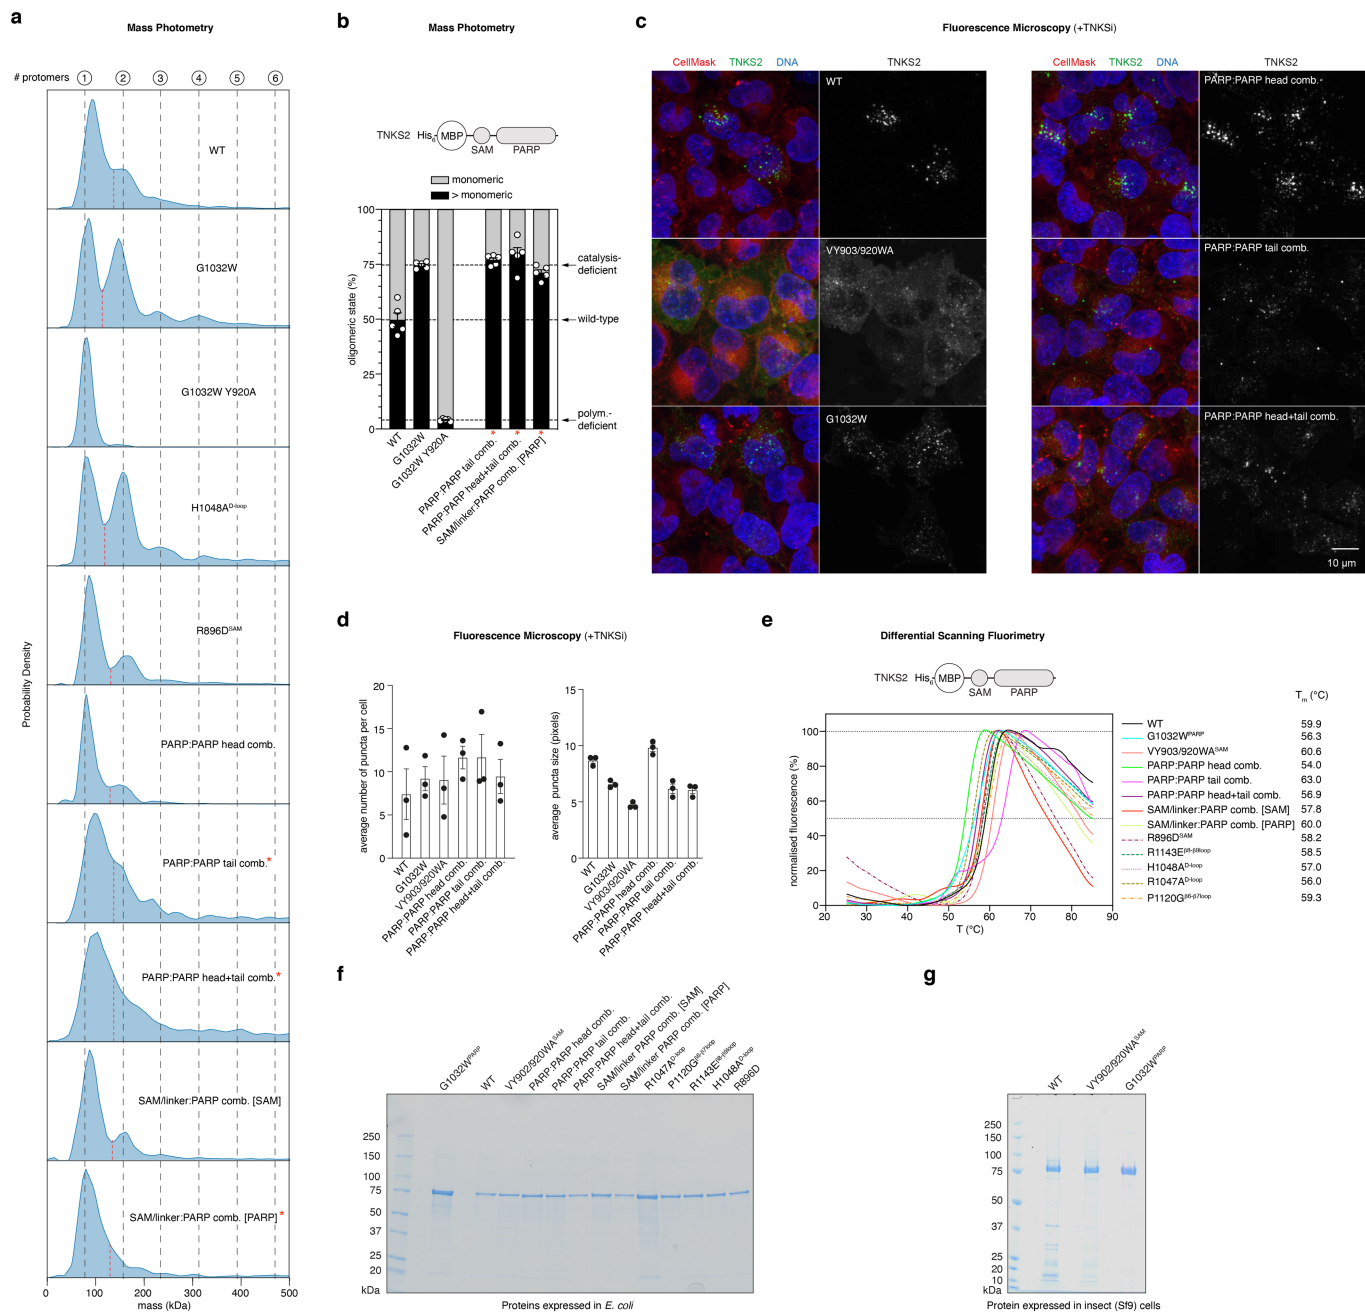 a
Mass Photometry
# protomers 1 2 3 4 5 6
WT
G1032W
G1032W Y920A
H1048A^D-loop
R896D^SAM
PARP:PARP head comb.
PARP:PARP tail comb.*
PARP:PARP head+tail comb.*
SAM/linker:PARP comb. [SAM]
SAM/linker:PARP comb. [PARP]*
Probability Density
0 100 200 300 400 500
mass (kDa)
b
Mass Photometry
TNKS2 His6 MBP
SAM PARP
monomeric
> monomeric
100
75
50
25
0
oligomeric state (%)
catalysis-
deficient
wild-type
polym.-
deficient
WT
G1032W
G1032W Y920A
PARP:PARP tail comb.*
PARP:PARP head+tail comb.*
SAM/linker:PARP comb. [PARP]*
c
Fluorescence Microscopy (+TNKSi)
CellMask TNKS2 DNA TNKS2
WT
VY903/920WA
G1032W
CellMask TNKS2 DNA TNKS2
PARP:PARP head comb.
PARP:PARP tail comb.
PARP:PARP head+tail comb.
10 µm
d
Fluorescence Microscopy (+TNKSi)
20
15
10
5
0
average number of puncta per cell
WT
G1032W
VY903/920WA
PARP:PARP head comb.
PARP:PARP tail comb.
PARP:PARP head+tail comb.
15
10
5
0
average puncta size (pixels)
WT
G1032W
VY903/920WA
PARP:PARP head comb.
PARP:PARP tail comb.
PARP:PARP head+tail comb.
e
Differential Scanning Fluorimetry
TNKS2 His6 MBP
SAM PARP
100
80
60
40
20
0
normalised fluorescence (%)
20 30 40 50 60 70 80 90
T (°C)
Tm (°C)
WT 59.9
G1032W^PARP 56.3
VY903/920WA^SAM 60.6
PARP:PARP head comb. 54.0
PARP:PARP tail comb. 63.0
PARP:PARP head+tail comb. 56.9
SAM/linker:PARP comb. [SAM] 57.8
SAM/linker:PARP comb. [PARP] 60.0
R896D^SAM 58.2
R1143E^β8-β9loop 58.5
H1048A^D-loop 57.0
R1047A^D-loop 56.0
P1120G^β6-β7loop 59.3
f
G1032W^PARP
WT
VY902/920WA^SAM
PARP:PARP head comb.
PARP:PARP tail comb.
PARP:PARP head+tail comb.
SAM/linker PARP comb. [SAM]
SAM/linker PARP comb. [PARP]
R1047A^D-loop
P1120G^β6-β7loop
R1143E^β8-β9loop
H1048A^D-loop
R896D
250
150
100
75
50
37
25
20
kDa
Proteins expressed in E. coli
g
WT
VY902/920WA^SAM
G1032W^PARP
250
150
100
75
50
37
25
20
10
kDa
Protein expressed in insect (Sf9) cells